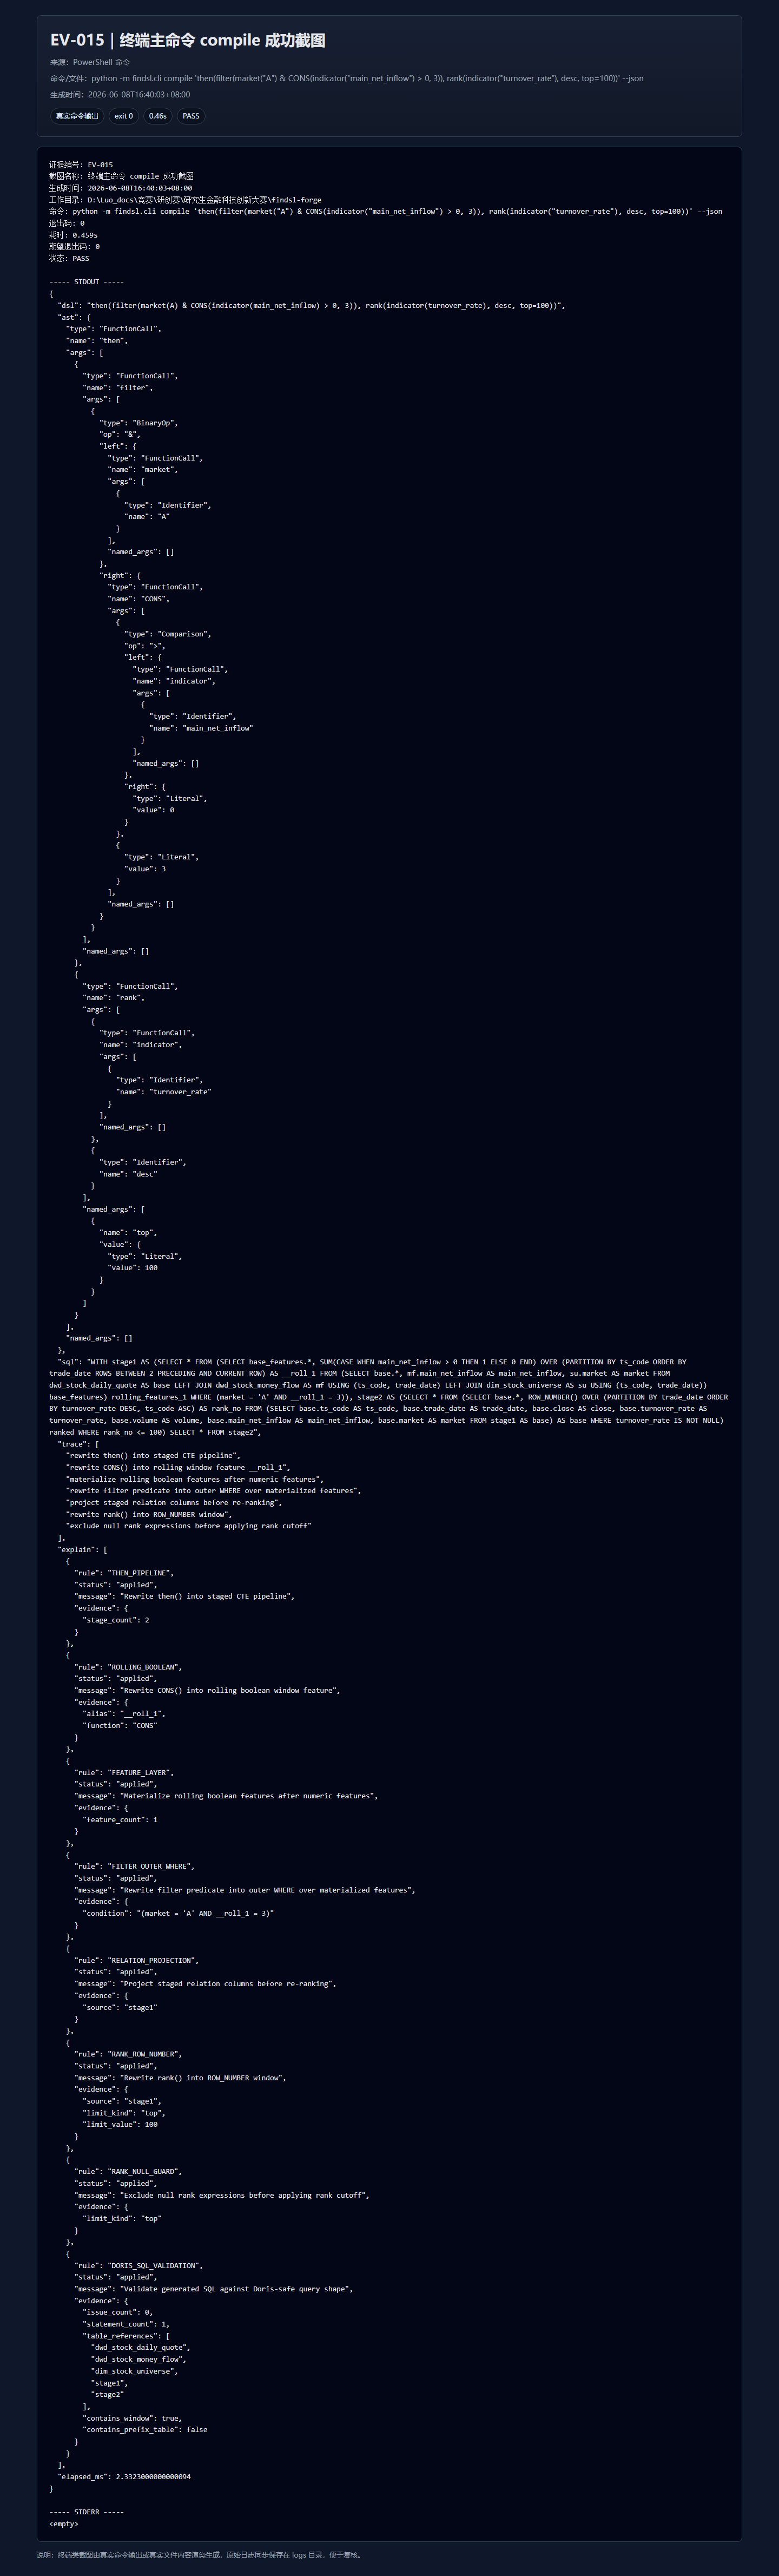 EV-015 | 终端主命令 compile 成功截图
来源：PowerShell 命令
命令/文件：python -m findsl.cli compile 'then(filter(market("A") & CONS(indicator("main_net_inflow") > 0, 3)), rank(indicator("turnover_rate"), desc, top=100))' --json
生成时间：2026-06-08T16:40:03+08:00
真实命令输出 exit 0 0.46s PASS
证据编号: EV-015
截图名称: 终端主命令 compile 成功截图
生成时间: 2026-06-08T16:40:03+08:00
工作目录: D:\Luo_docs\竞赛\研创赛\研究生金融科技创新大赛\findsl-forge
命令: python -m findsl.cli compile 'then(filter(market("A") & CONS(indicator("main_net_inflow") > 0, 3)), rank(indicator("turnover_rate"), desc, top=100))' --json
退出码: 0
耗时: 0.459s
期望退出码: 0
状态: PASS
----- STDOUT -----
{
  "dsl": "then(filter(market(A) & CONS(indicator(main_net_inflow) > 0, 3)), rank(indicator(turnover_rate), desc, top=100))",
  "ast": {
    "type": "FunctionCall",
    "name": "then",
    "args": [
      {
        "type": "FunctionCall",
        "name": "filter",
        "args": [
          {
            "type": "BinaryOp",
            "op": "&",
            "left": {
              "type": "FunctionCall",
              "name": "market",
              "args": [
                {
                  "type": "Identifier",
                  "name": "A"
                }
              ],
              "named_args": []
            },
            "right": {
              "type": "FunctionCall",
              "name": "CONS",
              "args": [
                {
                  "type": "Comparison",
                  "op": ">",
                  "left": {
                    "type": "FunctionCall",
                    "name": "indicator",
                    "args": [
                      {
                        "type": "Identifier",
                        "name": "main_net_inflow"
                      }
                    ],
                    "named_args": []
                  },
                  "right": {
                    "type": "Literal",
                    "value": 0
                  }
                },
                {
                  "type": "Literal",
                  "value": 3
                }
              ],
              "named_args": []
            }
          }
        ],
        "named_args": []
      },
      {
        "type": "FunctionCall",
        "name": "rank",
        "args": [
          {
            "type": "FunctionCall",
            "name": "indicator",
            "args": [
              {
                "type": "Identifier",
                "name": "turnover_rate"
              }
            ],
            "named_args": []
          },
          {
            "type": "Identifier",
            "name": "desc"
          }
        ],
        "named_args": [
          {
            "name": "top",
            "value": {
              "type": "Literal",
              "value": 100
            }
          }
        ]
      }
    ],
    "named_args": []
  },
  "sql": "WITH stage1 AS (SELECT * FROM (SELECT base_features.*, SUM(CASE WHEN main_net_inflow > 0 THEN 1 ELSE 0 END) OVER (PARTITION BY ts_code ORDER BY
trade_date ROWS BETWEEN 2 PRECEDING AND CURRENT ROW) AS __roll_1 FROM (SELECT base.*, mf.main_net_inflow AS main_net_inflow, su.market AS market FROM
dwd_stock_daily_quote AS base LEFT JOIN dwd_stock_money_flow AS mf USING (ts_code, trade_date) LEFT JOIN dim_stock_universe AS su USING (ts_code, trade_date))
base_features) rolling_features_1 WHERE (market = 'A' AND __roll_1 = 3)), stage2 AS (SELECT * FROM (SELECT base.*, ROW_NUMBER() OVER (PARTITION BY trade_date ORDER
BY turnover_rate DESC, ts_code ASC) AS rank_no FROM (SELECT base.ts_code AS ts_code, base.trade_date AS trade_date, base.close AS close, base.turnover_rate AS
turnover_rate, base.volume AS volume, base.main_net_inflow AS main_net_inflow, base.market AS market FROM stage1 AS base) AS base WHERE turnover_rate IS NOT NULL)
ranked WHERE rank_no <= 100) SELECT * FROM stage2",
  "trace": [
    "rewrite then() into staged CTE pipeline",
    "rewrite CONS() into rolling window feature __roll_1",
    "materialize rolling boolean features after numeric features",
    "rewrite filter predicate into outer WHERE over materialized features",
    "project staged relation columns before re-ranking",
    "rewrite rank() into ROW_NUMBER window",
    "exclude null rank expressions before applying rank cutoff"
  ],
  "explain": [
    {
      "rule": "THEN_PIPELINE",
      "status": "applied",
      "message": "Rewrite then() into staged CTE pipeline",
      "evidence": {
        "stage_count": 2
      }
    },
    {
      "rule": "ROLLING_BOOLEAN",
      "status": "applied",
      "message": "Rewrite CONS() into rolling boolean window feature",
      "evidence": {
        "alias": "__roll_1",
        "function": "CONS"
      }
    },
    {
      "rule": "FEATURE_LAYER",
      "status": "applied",
      "message": "Materialize rolling boolean features after numeric features",
      "evidence": {
        "feature_count": 1
      }
    },
    {
      "rule": "FILTER_OUTER_WHERE",
      "status": "applied",
      "message": "Rewrite filter predicate into outer WHERE over materialized features",
      "evidence": {
        "condition": "(market = 'A' AND __roll_1 = 3)"
      }
    },
    {
      "rule": "RELATION_PROJECTION",
      "status": "applied",
      "message": "Project staged relation columns before re-ranking",
      "evidence": {
        "source": "stage1"
      }
    },
    {
      "rule": "RANK_ROW_NUMBER",
      "status": "applied",
      "message": "Rewrite rank() into ROW_NUMBER window",
      "evidence": {
        "source": "stage1",
        "limit_kind": "top",
        "limit_value": 100
      }
    },
    {
      "rule": "RANK_NULL_GUARD",
      "status": "applied",
      "message": "Exclude null rank expressions before applying rank cutoff",
      "evidence": {
        "limit_kind": "top"
      }
    },
    {
      "rule": "DORIS_SQL_VALIDATION",
      "status": "applied",
      "message": "Validate generated SQL against Doris-safe query shape",
      "evidence": {
        "issue_count": 0,
        "statement_count": 1,
        "table_references": [
          "dwd_stock_daily_quote",
          "dwd_stock_money_flow",
          "dim_stock_universe",
          "stage1",
          "stage2"
        ],
        "contains_window": true,
        "contains_prefix_table": false
      }
    }
  ],
  "elapsed_ms": 2.3323000000000094
}
----- STDERR -----
<empty>
说明：终端类截图由真实命令输出或真实文件内容渲染生成，原始日志同步保存在 logs 目录，便于复核。